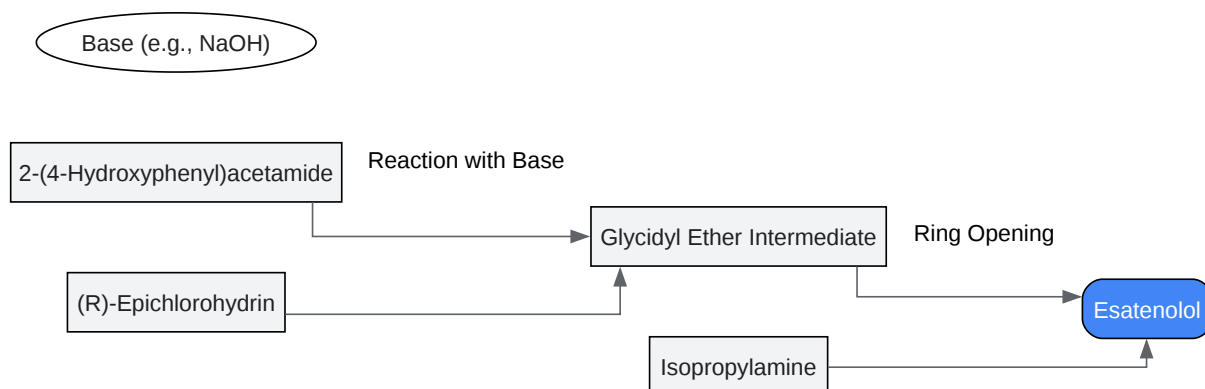 Base (e.g., NaOH)
2-(4-Hydroxyphenyl)acetamide
Reaction with Base
Glycidyl Ether Intermediate
Ring Opening
(R)-Epichlorohydrin
Esatenolol
Isopropylamine